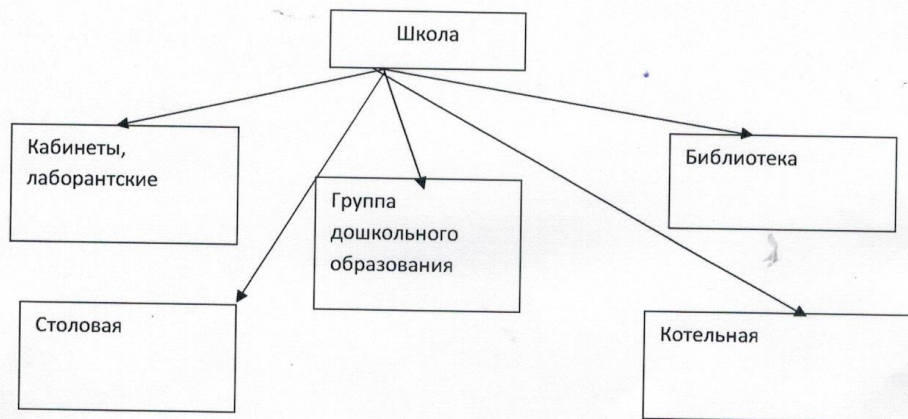 Школа
Кабинеты,
лаборантские
Группа
дошкольного
образования
Библиотека
Столовая
Котельная